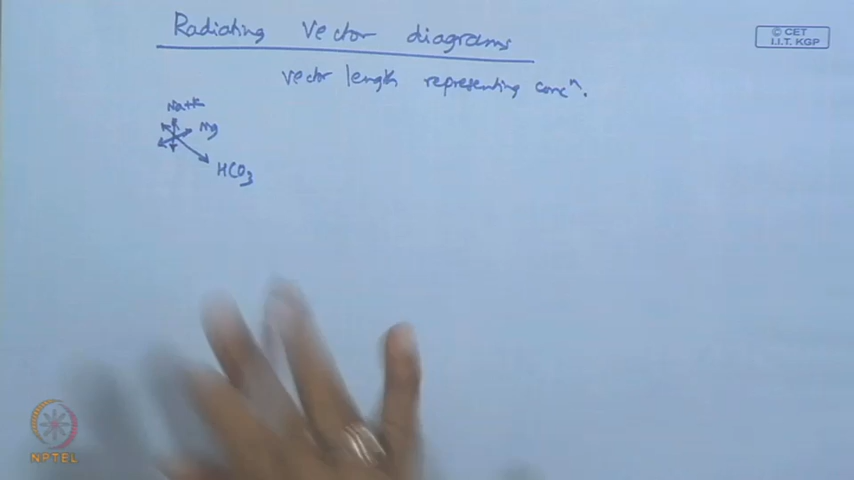 Radiating Vector diagrams
© CET
I.I.T. KGP
vector length representing concn.
Na+K
Mg
HCO3
NPTEL